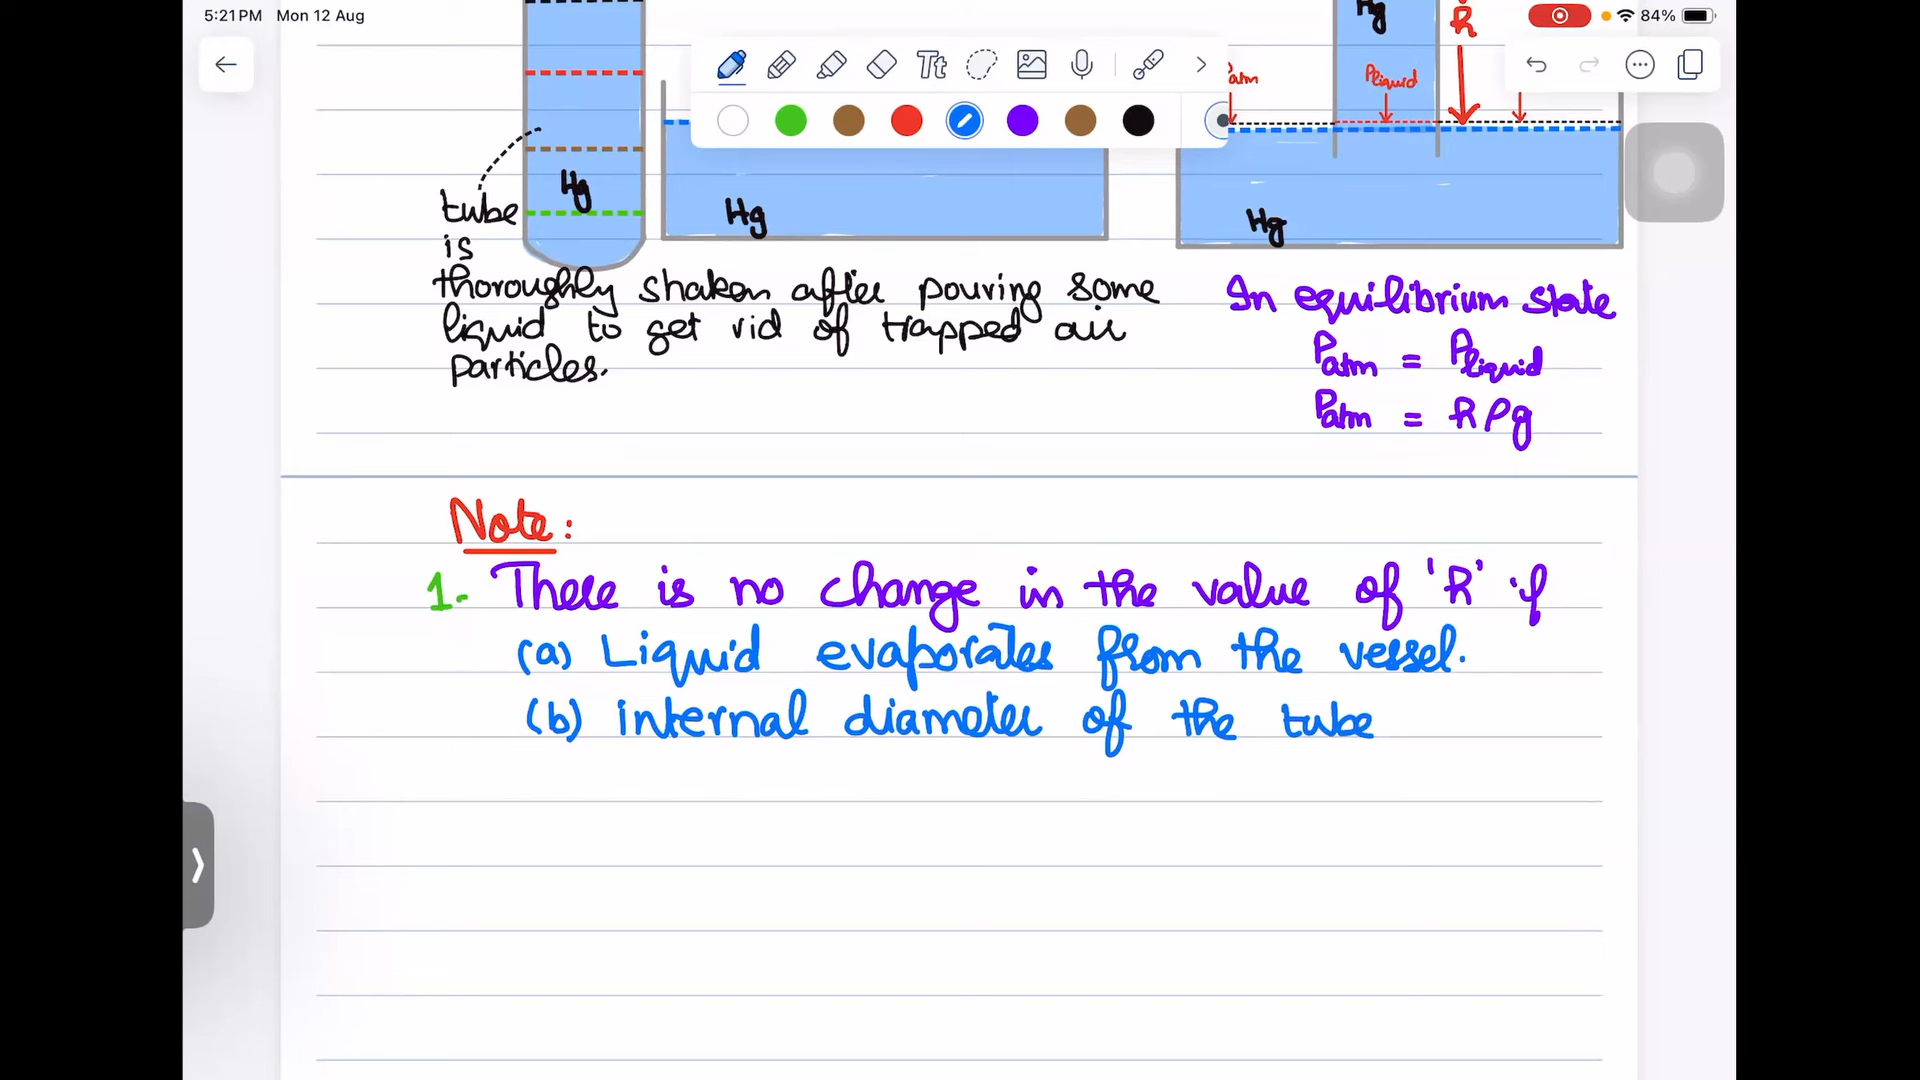 5:21 PM Mon 12 Aug
84%
Hg
h
Tt
Patm
Pliquid
Hg
Hg
Hg
tube
is
thoroughly shaken after pouring some
liquid to get rid of trapped air
particles.
In equilibrium state
Patm = Pliquid
Patm = hρg
Note:
1. There is no change in the value of 'h' if
(a) Liquid evaporates from the vessel.
(b) internal diameter of the tube